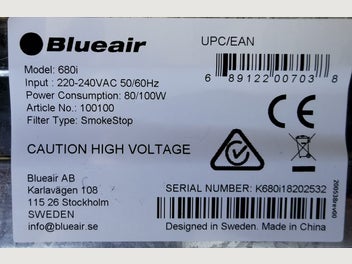 Blueair
UPC/EAN
Model: 680i
Input : 220-240VAC 50/60Hz
Power Consumption: 80/100W
Article No.: 100100
Filter Type: SmokeStop
6 89122 00703 8
CE
CAUTION HIGH VOLTAGE
Blueair AB
Karlavägen 108
115 26 Stockholm
SWEDEN
info@blueair.se
SERIAL NUMBER: K680i18202532
Designed in Sweden. Made in China